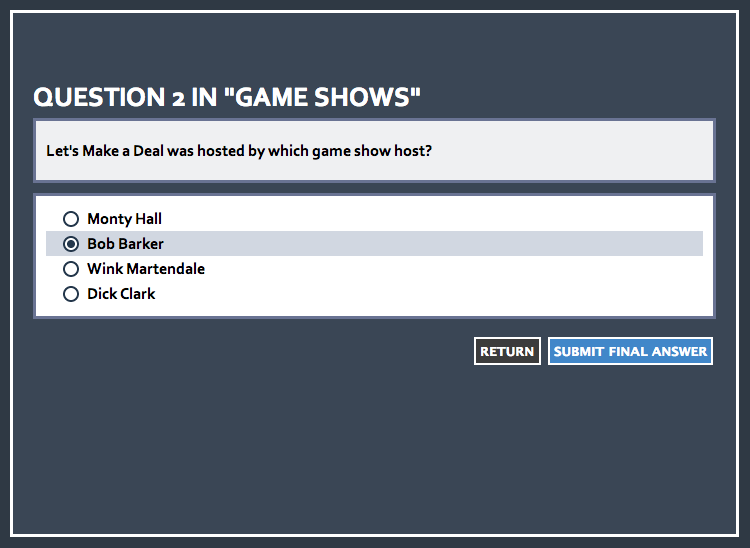 QUESTION 2 IN "GAME SHOWS"
Let's Make a Deal was hosted by which game show host?
Monty Hall
Bob Barker
Wink Martendale
Dick Clark
RETURN SUBMIT FINAL ANSWER